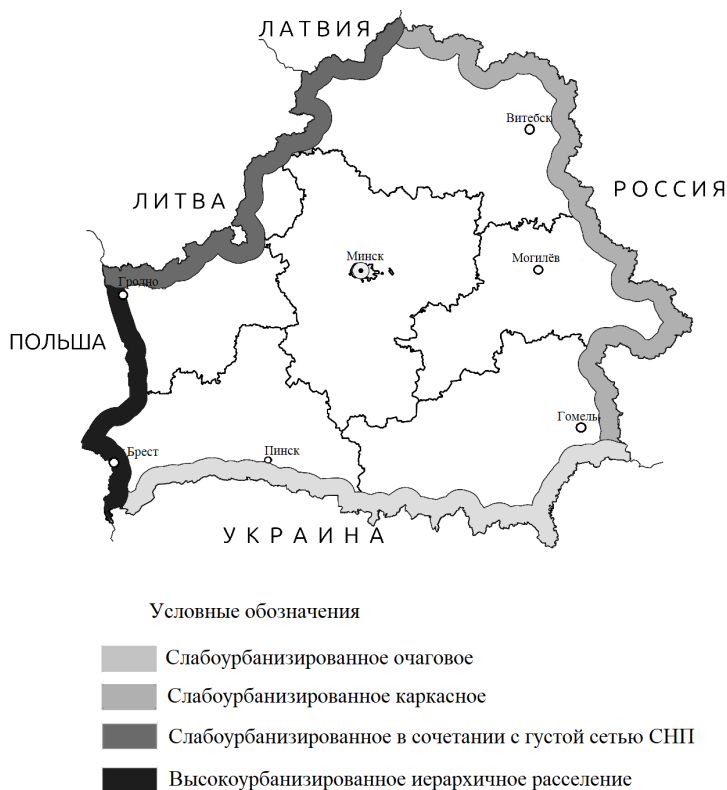 ЛАТВИЯ
Витебск
ЛИТВА
РОССИЯ
Минск
Могилёв
Гродно
ПОЛЬША
Гомель
Брест
Пинск
УКРАИНА
Условные обозначения
Слабоурбанизированное очаговое
Слабоурбанизированное каркасное
Слабоурбанизированное в сочетании с густой сетью СНП
Высокоурбанизированное иерархичное расселение